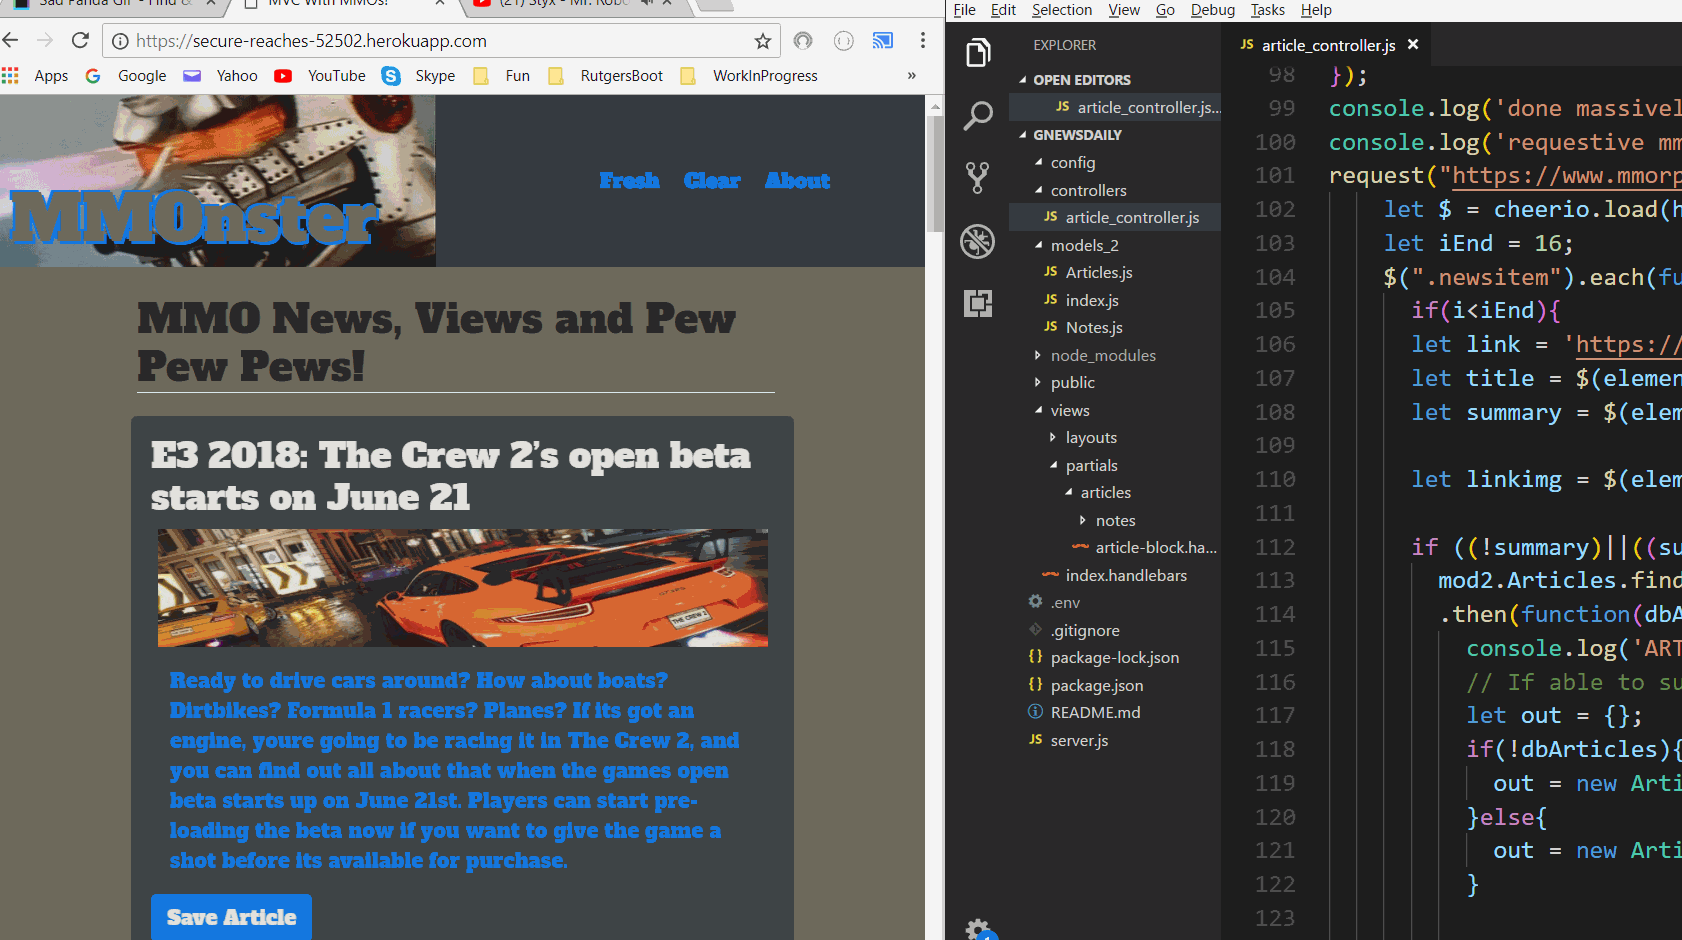 Sad Panda Gif - Find &
MVC With MMOs!
(21) Styx - Mr. Robo
https://secure-reaches-52502.herokuapp.com
Apps
Google
Yahoo
YouTube
Skype
Fun
RutgersBoot
WorkInProgress
»
MMOnster
Fresh Clear About
MMO News, Views and Pew
Pew Pews!
E3 2018: The Crew 2's open beta
starts on June 21
THE CREW 2
Ready to drive cars around? How about boats?
Dirtbikes? Formula 1 racers? Planes? If its got an
engine, youre going to be racing it in The Crew 2, and
you can find out all about that when the games open
beta starts up on June 21st. Players can start pre-
loading the beta now if you want to give the game a
shot before its available for purchase.
Save Article
File Edit Selection View Go Debug Tasks Help
EXPLORER
OPEN EDITORS
JS article_controller.js...
GNEWSDAILY
config
controllers
JS article_controller.js
models_2
JS Articles.js
JS index.js
JS Notes.js
node_modules
public
views
layouts
partials
articles
notes
article-block.ha...
index.handlebars
.env
.gitignore
{} package-lock.json
{} package.json
README.md
JS server.js
JS article_controller.js ×
98 });
99 console.log('done massivel
100 console.log('requestive mm
101 request("https://www.mmorp
102 let $ = cheerio.load(h
103 let iEnd = 16;
104 $(".newsitem").each(fu
105 if(i<iEnd){
106 let link = 'https://
107 let title = $(elemen
108 let summary = $(elem
109
110 let linkimg = $(elem
111
112 if ((!summary)||((su
113 mod2.Articles.find
114 .then(function(dbA
115 console.log('ART
116 // If able to su
117 let out = {};
118 if(!dbArticles){
119 out = new Arti
120 }else{
121 out = new Arti
122 }
123